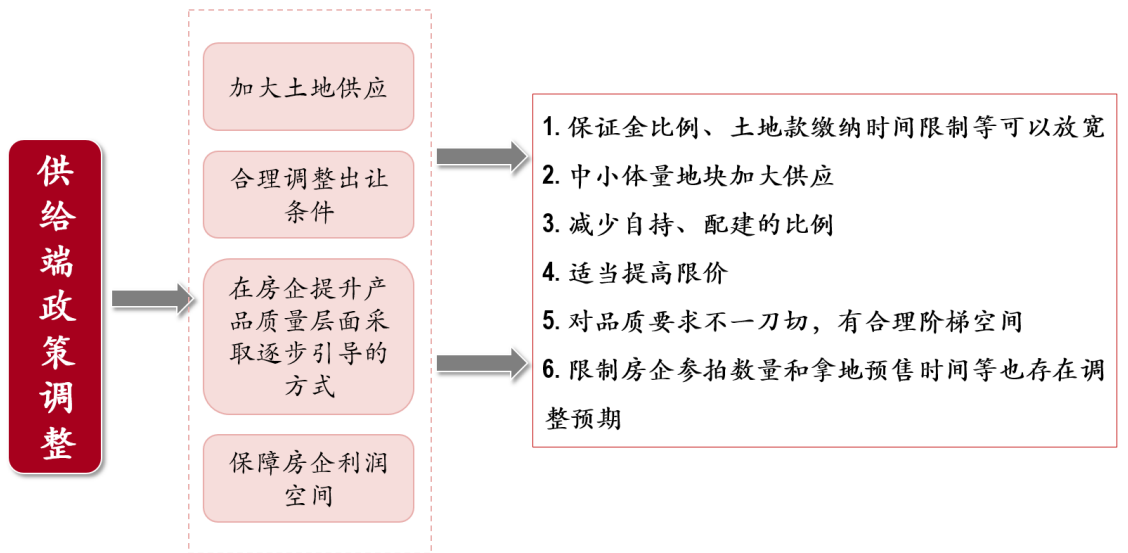 供给端政策调整
加大土地供应
合理调整出让
条件
在房企提升产
品质量层面采
取逐步引导的
方式
保障房企利润
空间
1. 保证金比例、土地款缴纳时间限制等可以放宽
2. 中小体量地块加大供应
3. 减少自持、配建的比例
4. 适当提高限价
5. 对品质要求不一刀切，有合理阶梯空间
6. 限制房企参拍数量和拿地预售时间等也存在调
整预期